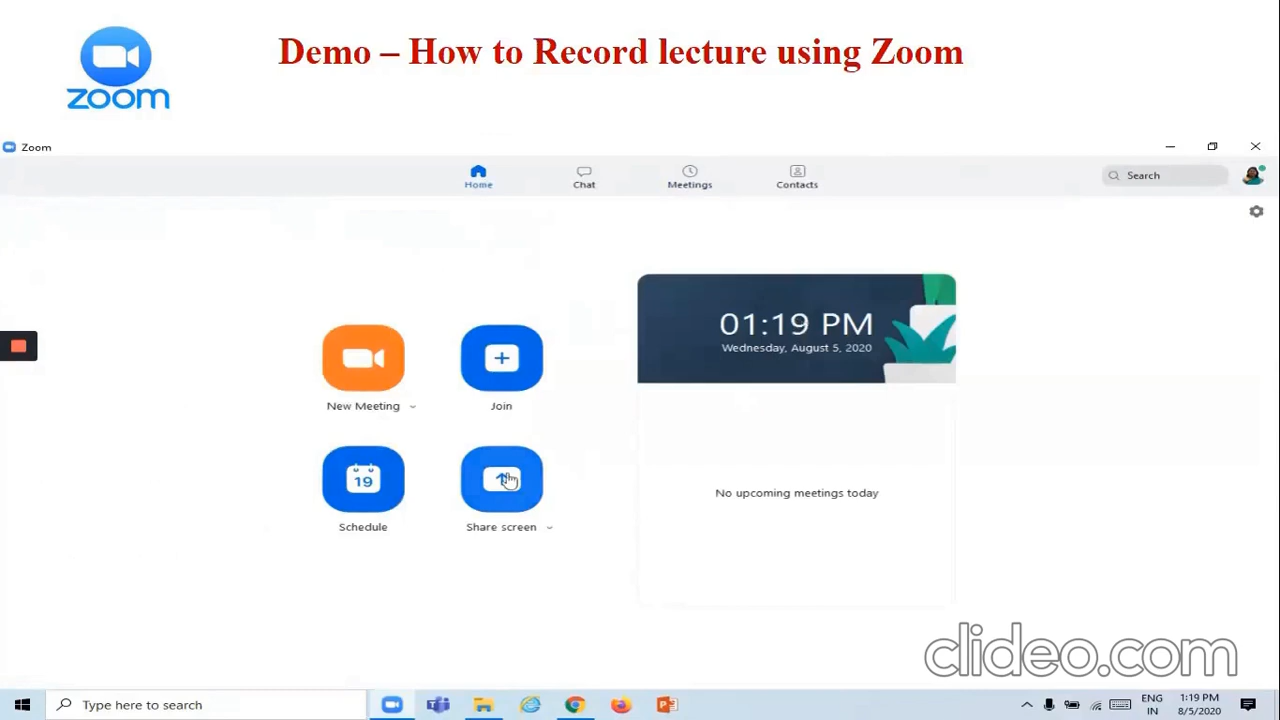 zoom
Demo – How to Record lecture using Zoom
Zoom
Home
Chat
Meetings
Contacts
Search
01:19 PM
Wednesday, August 5, 2020
New Meeting
Join
19
Schedule
Share screen
No upcoming meetings today
clideo.com
Type here to search
ENG
IN
1:19 PM
8/5/2020